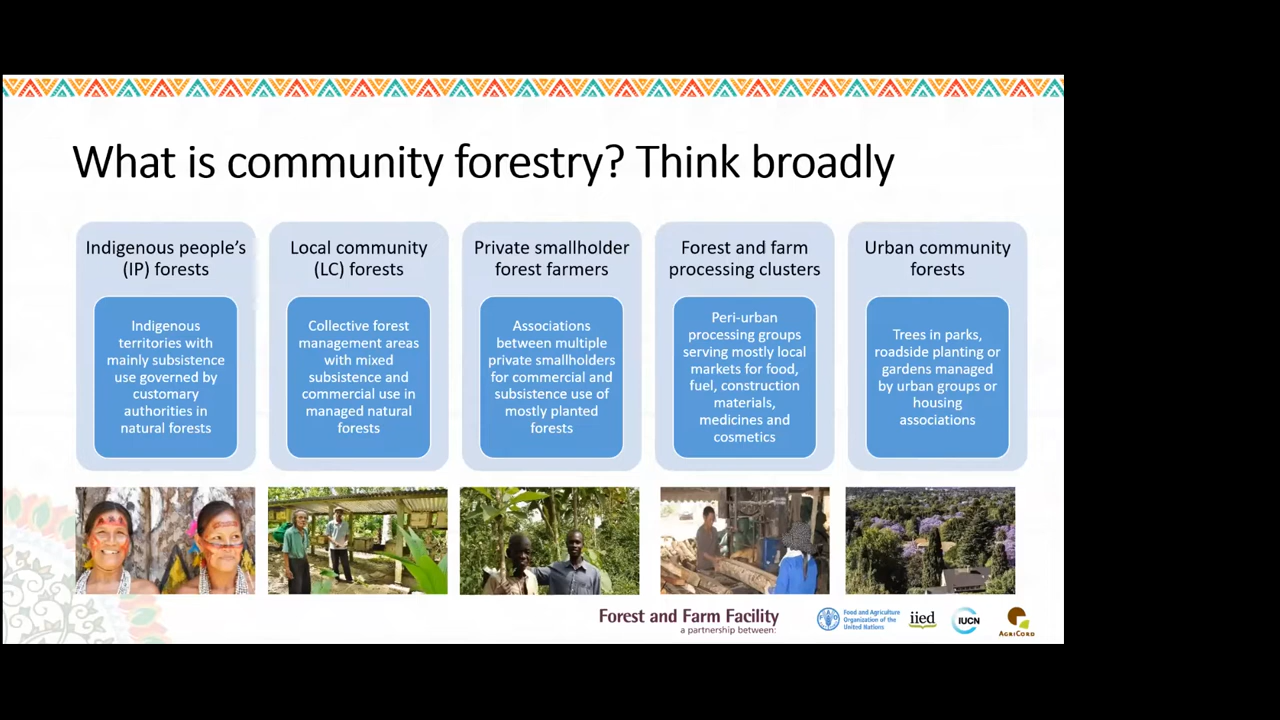 What is community forestry? Think broadly
Indigenous people’s
(IP) forests
Indigenous
territories with
mainly subsistence
use governed by
customary
authorities in
natural forests
Local community
(LC) forests
Collective forest
management areas
with mixed
subsistence and
commercial use in
managed natural
forests
Private smallholder
forest farmers
Associations
between multiple
private smallholders
for commercial and
subsistence use of
mostly planted
forests
Forest and farm
processing clusters
Peri-urban
processing groups
serving mostly local
markets for food,
fuel, construction
materials,
medicines and
cosmetics
Urban community
forests
Trees in parks,
roadside planting or
gardens managed
by urban groups or
housing
associations
Forest and Farm Facility
a partnership between:
Food and Agriculture
Organization of the
United Nations
iied
IUCN
AGRICORD